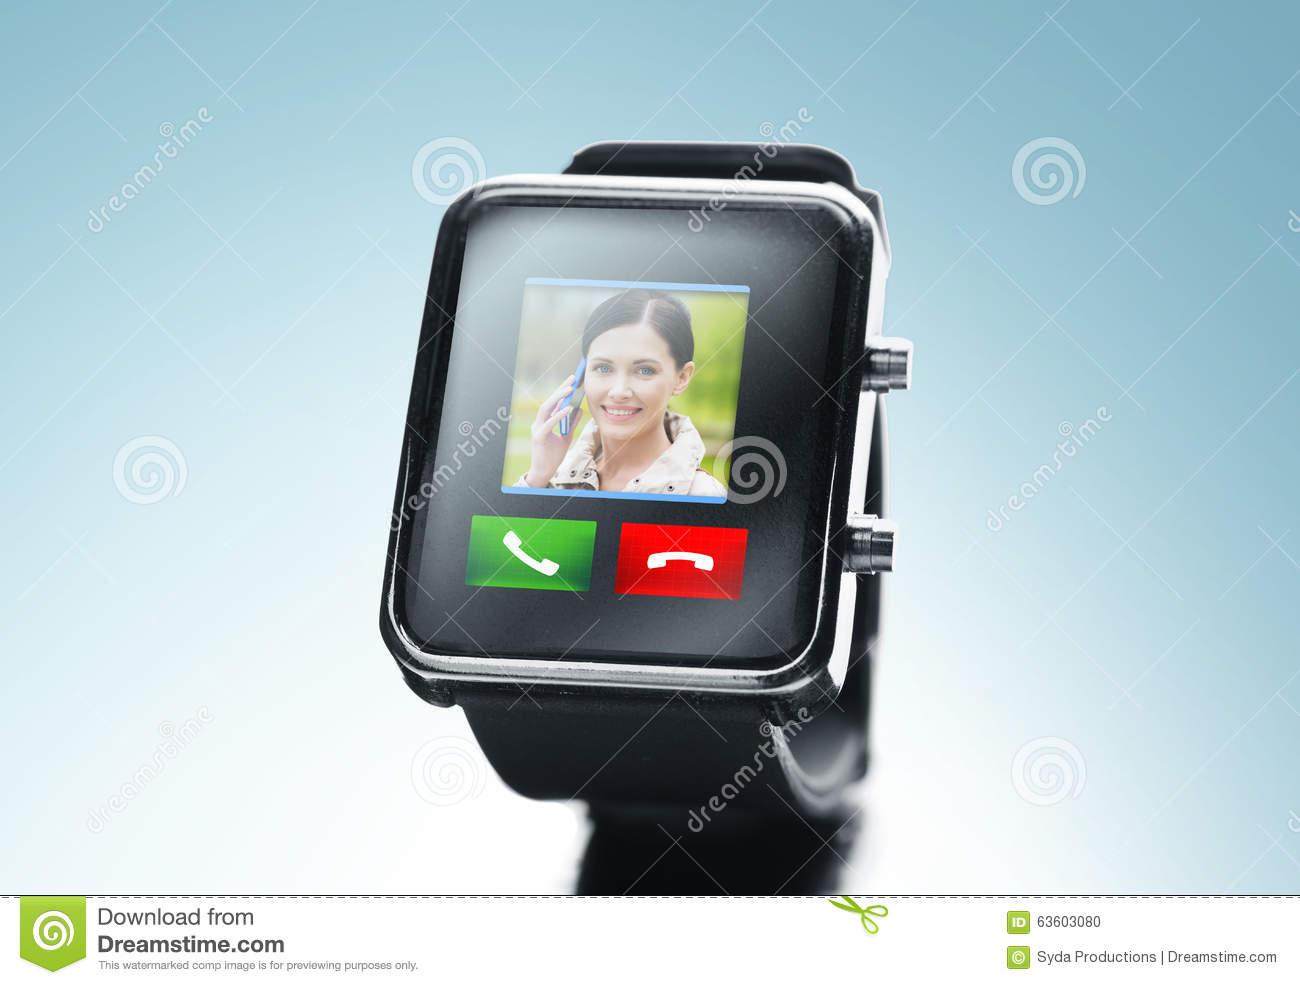 dreamstime
dreamstime
dreamstime
dreamstime
dreamstime
dreamstime
dreamstime
Download from
Dreamstime.com
This watermarked comp image is for previewing purposes only.
ID 63603080
© Syda Productions | Dreamstime.com